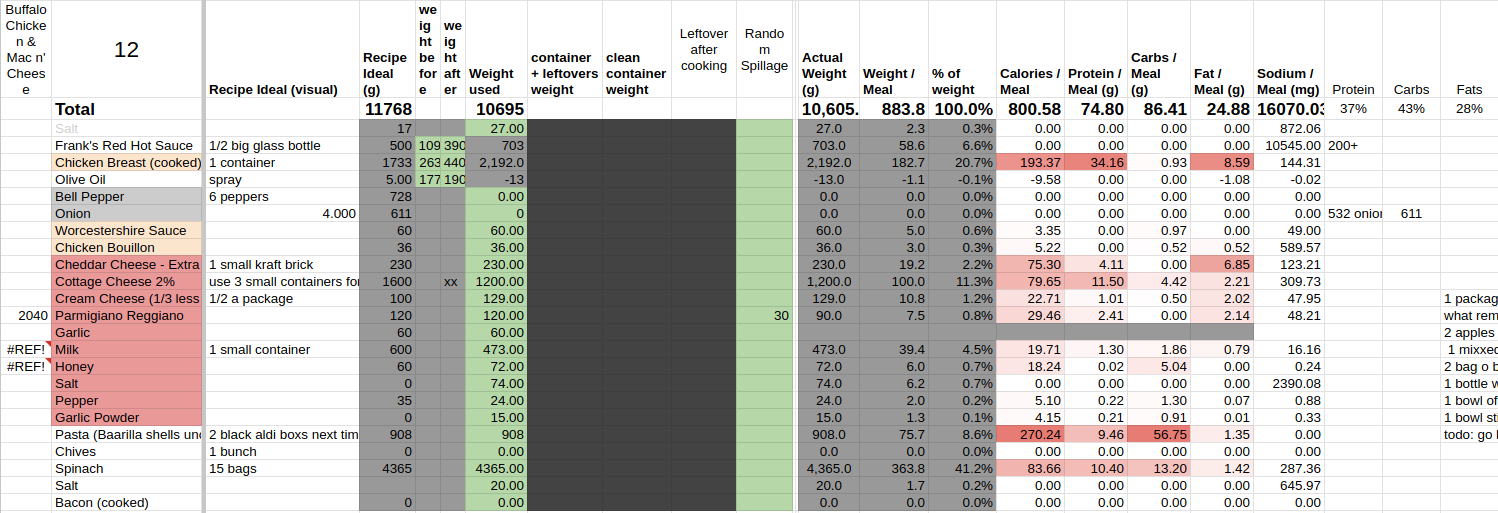 Buffalo Chicken & Mac n' Cheese 12 Recipe Ideal (visual) Recipe Ideal (g) weight before weight after Weight used container + leftovers weight clean container weight Leftover after cooking Random Spillage Actual Weight (g) Weight / Meal % of weight Calories / Meal Protein / Meal (g) Carbs / Meal (g) Fat / Meal (g) Sodium / Meal (mg) Protein Carbs Fats
Total 11768 10695 10,605. 883.8 100.0% 800.58 74.80 86.41 24.88 16070.03 37% 43% 28%
Salt 17 27.00 27.0 2.3 0.3% 0.00 0.00 0.00 0.00 872.06
Frank's Red Hot Sauce 1/2 big glass bottle 500 109 390 703 703.0 58.6 6.6% 0.00 0.00 0.00 0.00 10545.00 200+
Chicken Breast (cooked) 1 container 1733 263 440 2,192.0 2,192.0 182.7 20.7% 193.37 34.16 0.93 8.59 144.31
Olive Oil spray 5.00 177 190 -13 -13.0 -1.1 -0.1% -9.58 0.00 0.00 -1.08 -0.02
Bell Pepper 6 peppers 728 0.00 0.0 0.0 0.0% 0.00 0.00 0.00 0.00 0.00
Onion 4.000 611 0 0.0 0.0 0.0% 0.00 0.00 0.00 0.00 0.00 532 onion 611
Worcestershire Sauce 60 60.00 60.0 5.0 0.6% 3.35 0.00 0.97 0.00 49.00
Chicken Bouillon 36 36.00 36.0 3.0 0.3% 5.22 0.00 0.52 0.52 589.57
Cheddar Cheese - Extra 1 small kraft brick 230 230.00 230.0 19.2 2.2% 75.30 4.11 0.00 6.85 123.21
Cottage Cheese 2% use 3 small containers for 1600 xx 1200.00 1,200.0 100.0 11.3% 79.65 11.50 4.42 2.21 309.73
Cream Cheese (1/3 less 1/2 a package 100 129.00 129.0 10.8 1.2% 22.71 1.01 0.50 2.02 47.95 1 packag
2040 Parmigiano Reggiano 120 120.00 30 90.0 7.5 0.8% 29.46 2.41 0.00 2.14 48.21 what rem
Garlic 60 60.00 2 apples
#REF! Milk 1 small container 600 473.00 473.0 39.4 4.5% 19.71 1.30 1.86 0.79 16.16 1 mixxed
#REF! Honey 60 72.00 72.0 6.0 0.7% 18.24 0.02 5.04 0.00 0.24 2 bag o b
Salt 0 74.00 74.0 6.2 0.7% 0.00 0.00 0.00 0.00 2390.08 1 bottle w
Pepper 35 24.00 24.0 2.0 0.2% 5.10 0.22 1.30 0.07 0.88 1 bowl of
Garlic Powder 0 15.00 15.0 1.3 0.1% 4.15 0.21 0.91 0.01 0.33 1 bowl sti
Pasta (Baarilla shells unc 2 black aldi boxs next tim 908 908 908.0 75.7 8.6% 270.24 9.46 56.75 1.35 0.00 todo: go
Chives 1 bunch 0 0.00 0.0 0.0 0.0% 0.00 0.00 0.00 0.00 0.00
Spinach 15 bags 4365 4365.00 4,365.0 363.8 41.2% 83.66 10.40 13.20 1.42 287.36
Salt 20.00 20.0 1.7 0.2% 0.00 0.00 0.00 0.00 645.97
Bacon (cooked) 0 0.00 0.0 0.0 0.0% 0.00 0.00 0.00 0.00 0.00